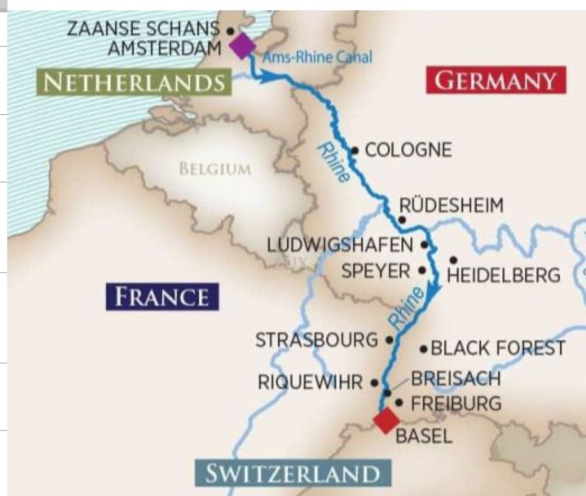 ZAANSE SCHANS
AMSTERDAM
Ams-Rhine Canal
NETHERLANDS
GERMANY
COLOGNE
Rhine
BELGIUM
RÜDESHEIM
LUDWIGSHAFEN
LUX
SPEYER
HEIDELBERG
FRANCE
Rhine
STRASBOURG
BLACK FOREST
RIQUEWIHR
BREISACH
FREIBURG
BASEL
SWITZERLAND